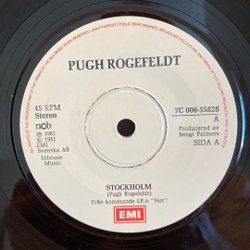 PUGH ROGEFELDT
45 RPM
Stereo
ncb
℗ 1981
© 1981
EMI
Svenska AB
Inhouse
Music
7C 006-35828
A
Producerad av
Bengt Palmers
SIDA A
STOCKHOLM
(Pugh Rogefeldt)
Från kommande LP:n "Het"
EMI